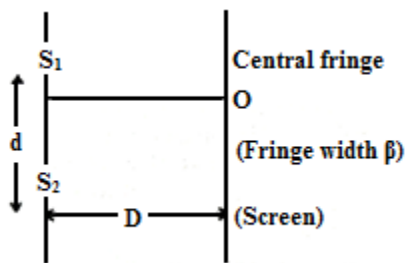 S₁ Central fringe
O
d (Fringe width β)
S₂
D (Screen)